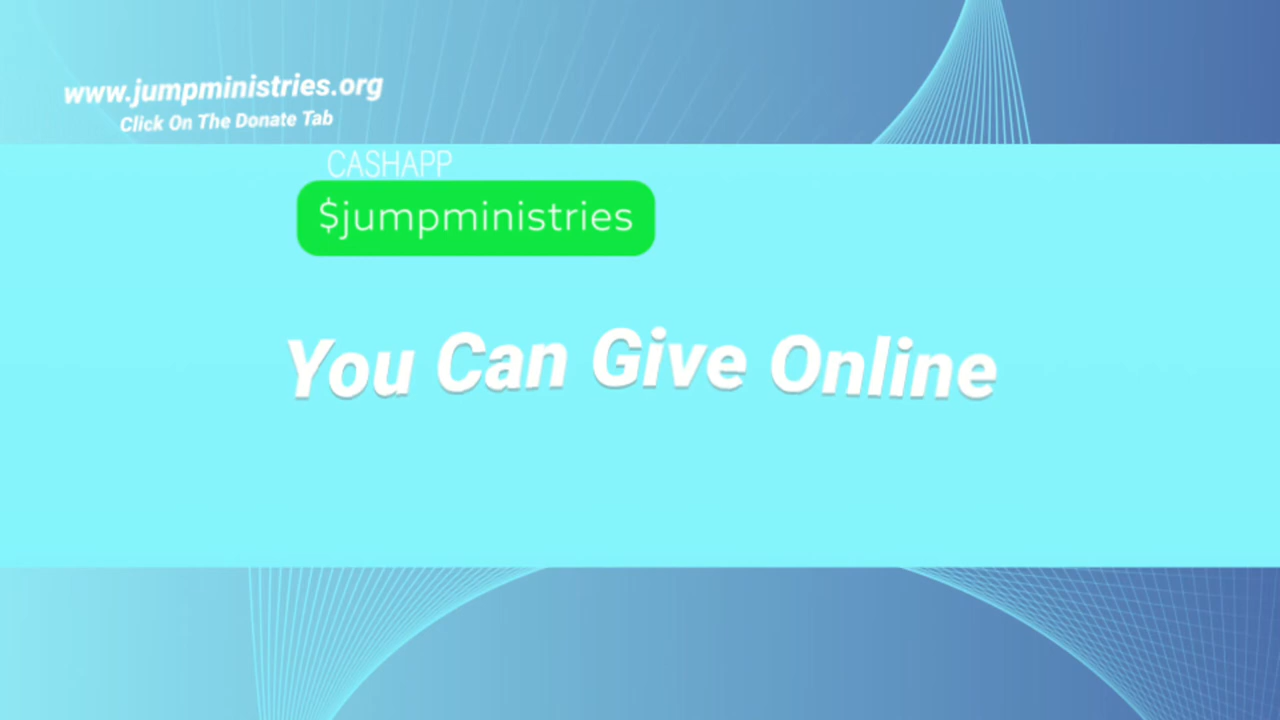 www.jumpministries.org
Click On The Donate Tab
CASHAPP
$jumpministries
You Can Give Online